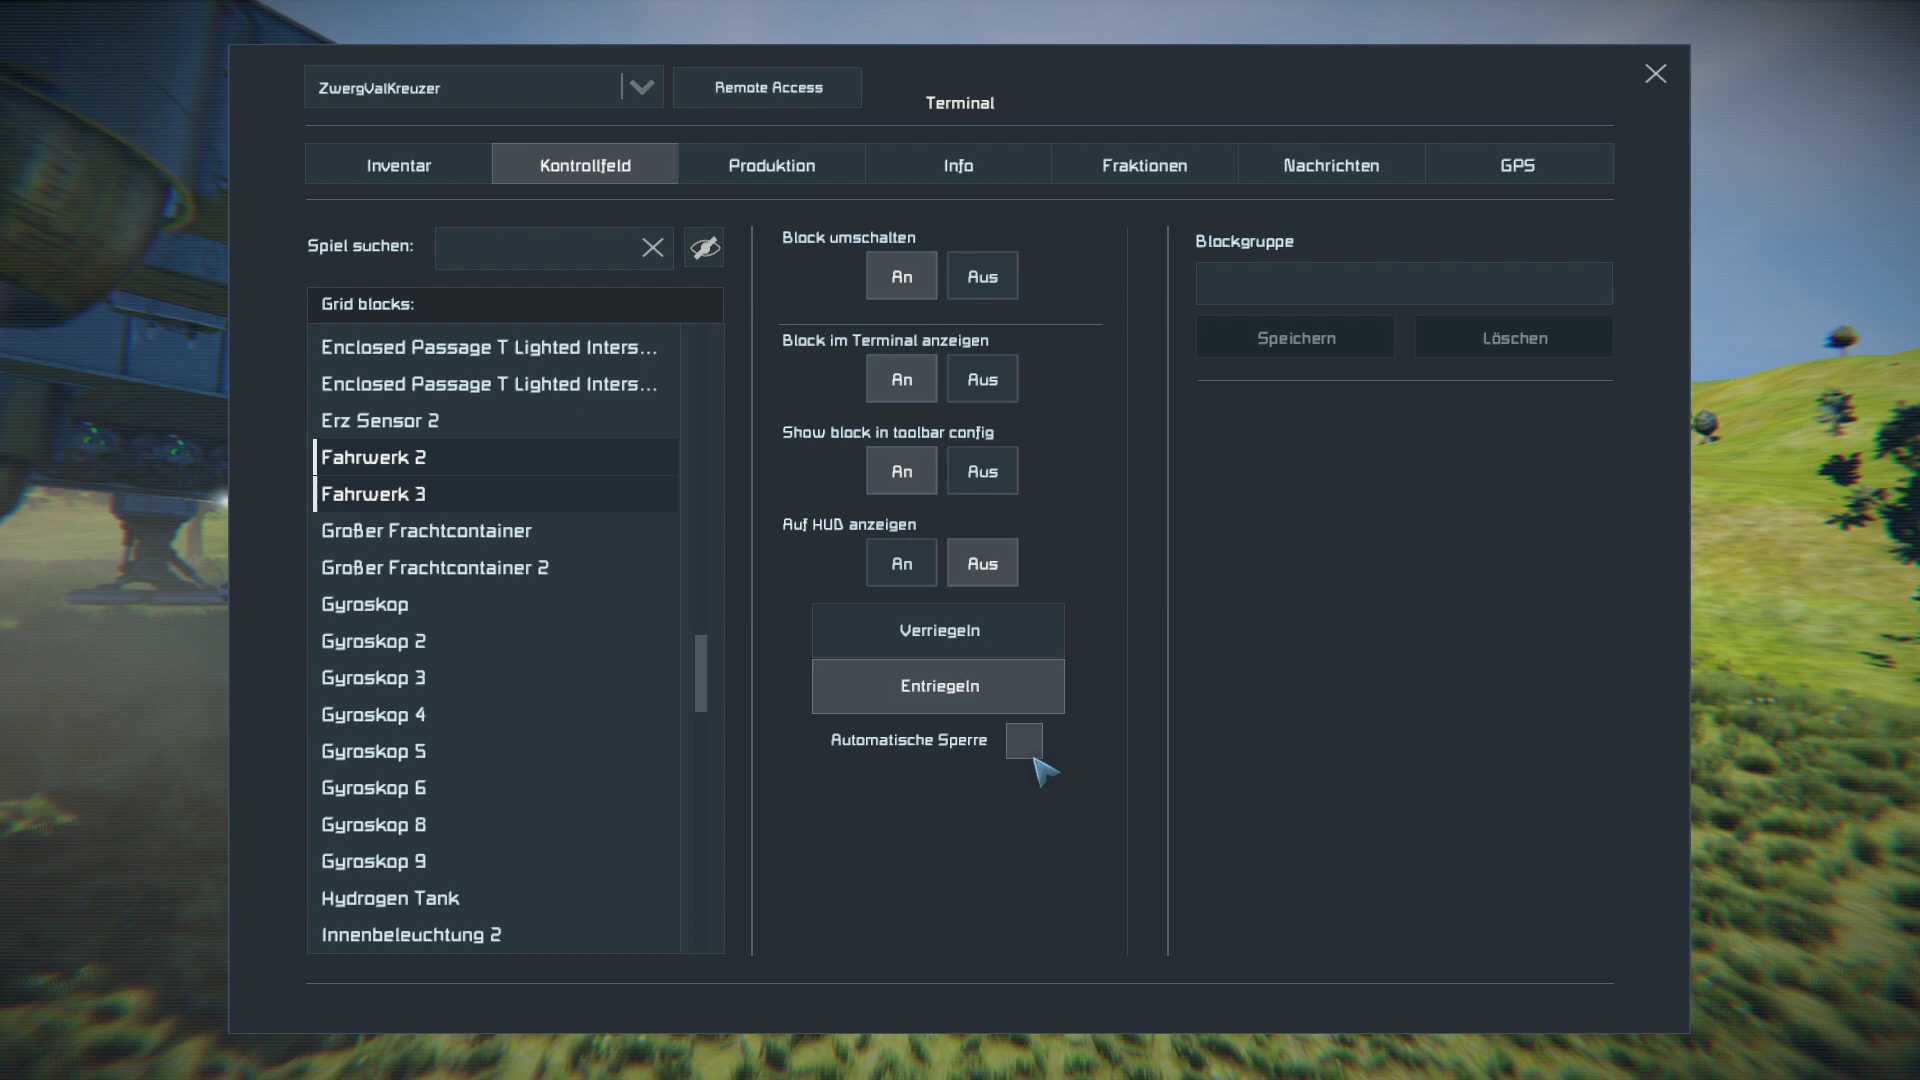 ZwergValKreuzer
Remote Access
Terminal
Inventar
Kontrollfeld
Produktion
Info
Fraktionen
Nachrichten
GPS
Spiel suchen:
Grid blocks:
Enclosed Passage T Lighted Inters...
Enclosed Passage T Lighted Inters...
Erz Sensor 2
Fahrwerk 2
Fahrwerk 3
Großer Frachtcontainer
Großer Frachtcontainer 2
Gyroskop
Gyroskop 2
Gyroskop 3
Gyroskop 4
Gyroskop 5
Gyroskop 6
Gyroskop 8
Gyroskop 9
Hydrogen Tank
Innenbeleuchtung 2
Block umschalten
An Aus
Block im Terminal anzeigen
An Aus
Show block in toolbar config
An Aus
Auf HUD anzeigen
An Aus
Verriegeln
Entriegeln
Automatische Sperre
Blockgruppe
Speichern
Löschen